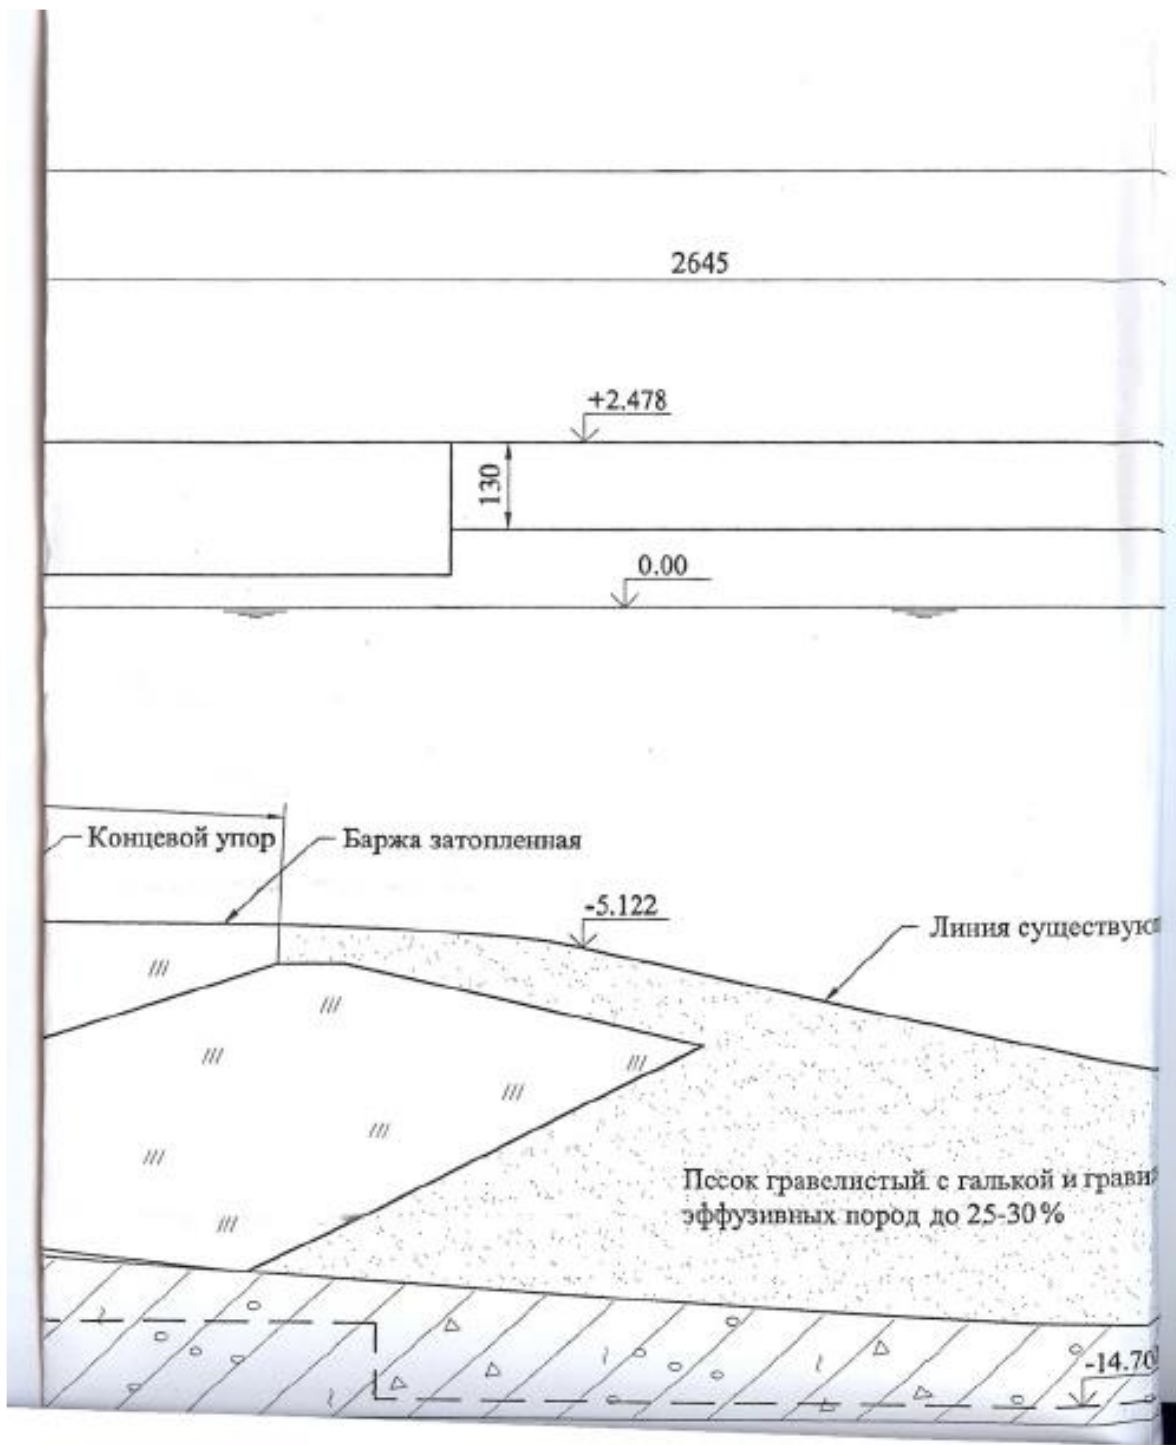 2645
+2.478
130
0.00
Концевой упор
Баржа затопленная
-5.122
Линия существую
Песок гравелистый с галькой и грави
эффузивных пород до 25-30%
-14.70